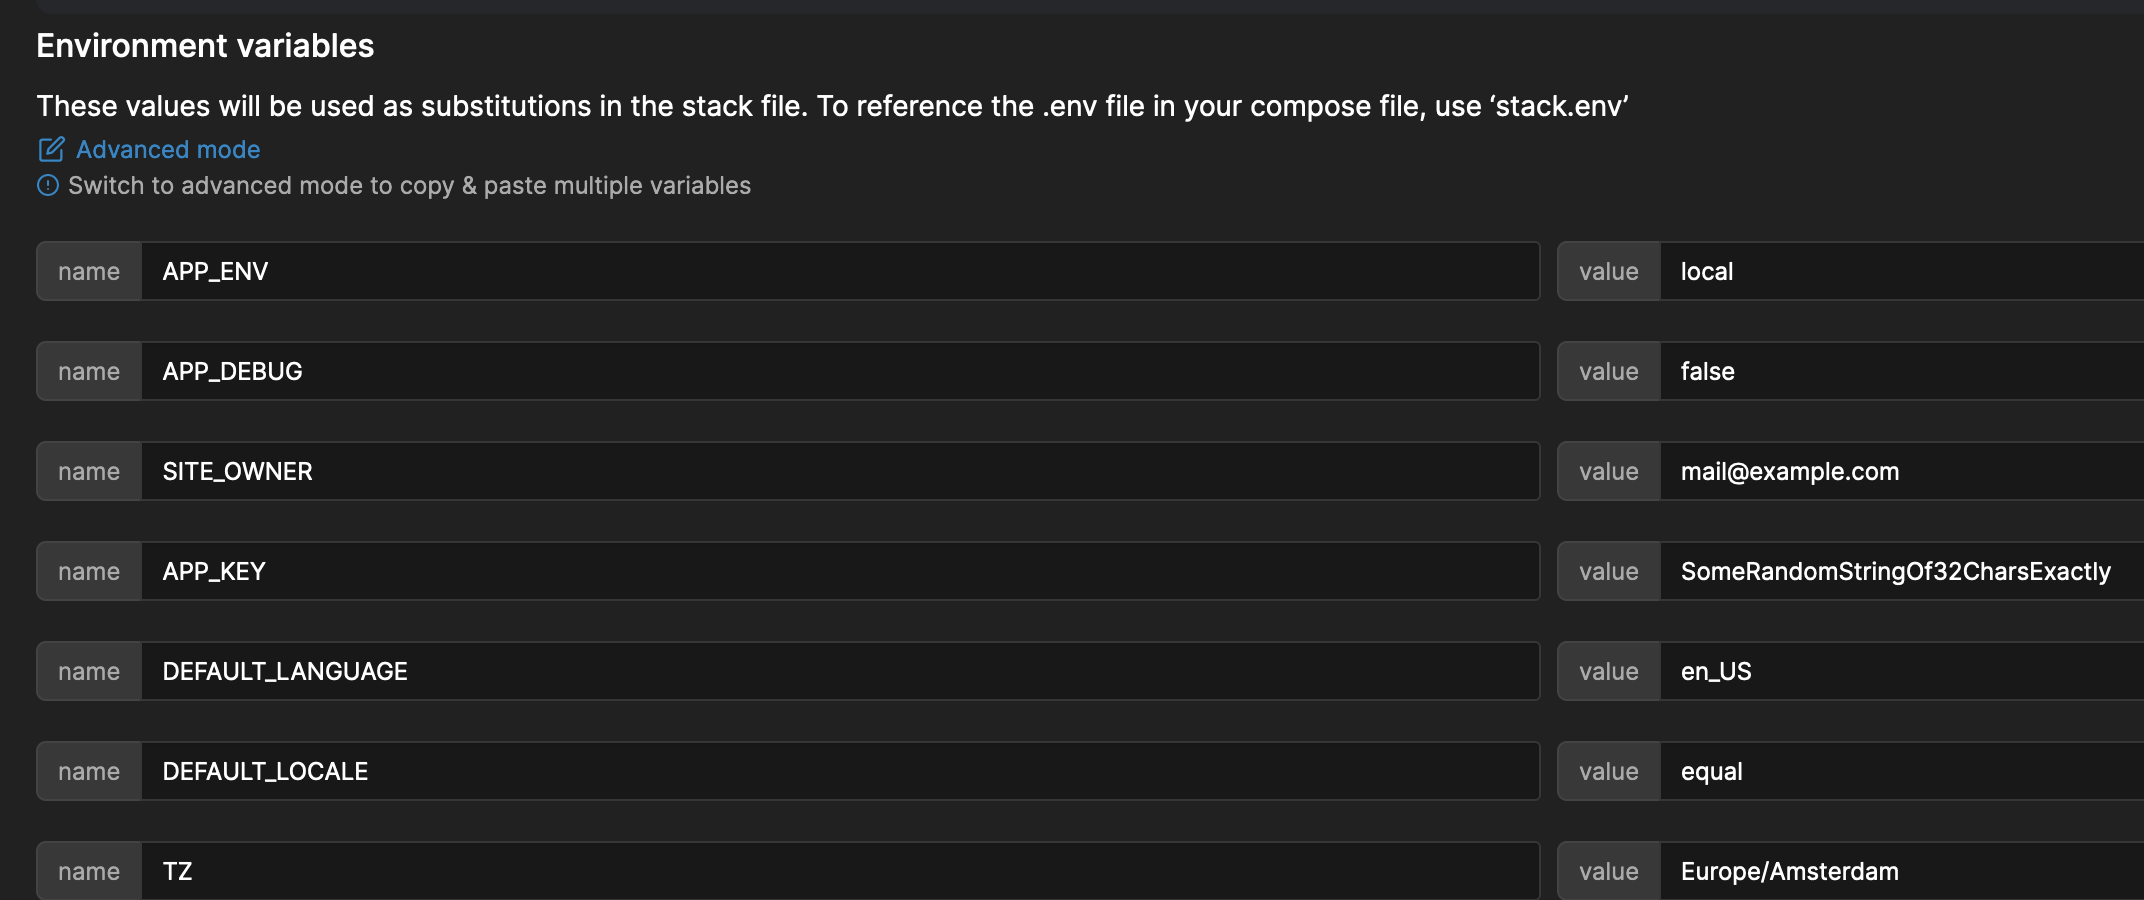 Environment variables
These values will be used as substitutions in the stack file. To reference the .env file in your compose file, use ‘stack.env’
Advanced mode
Switch to advanced mode to copy & paste multiple variables
name APP_ENV value local
name APP_DEBUG value false
name SITE_OWNER value mail@example.com
name APP_KEY value SomeRandomStringOf32CharsExactly
name DEFAULT_LANGUAGE value en_US
name DEFAULT_LOCALE value equal
name TZ value Europe/Amsterdam